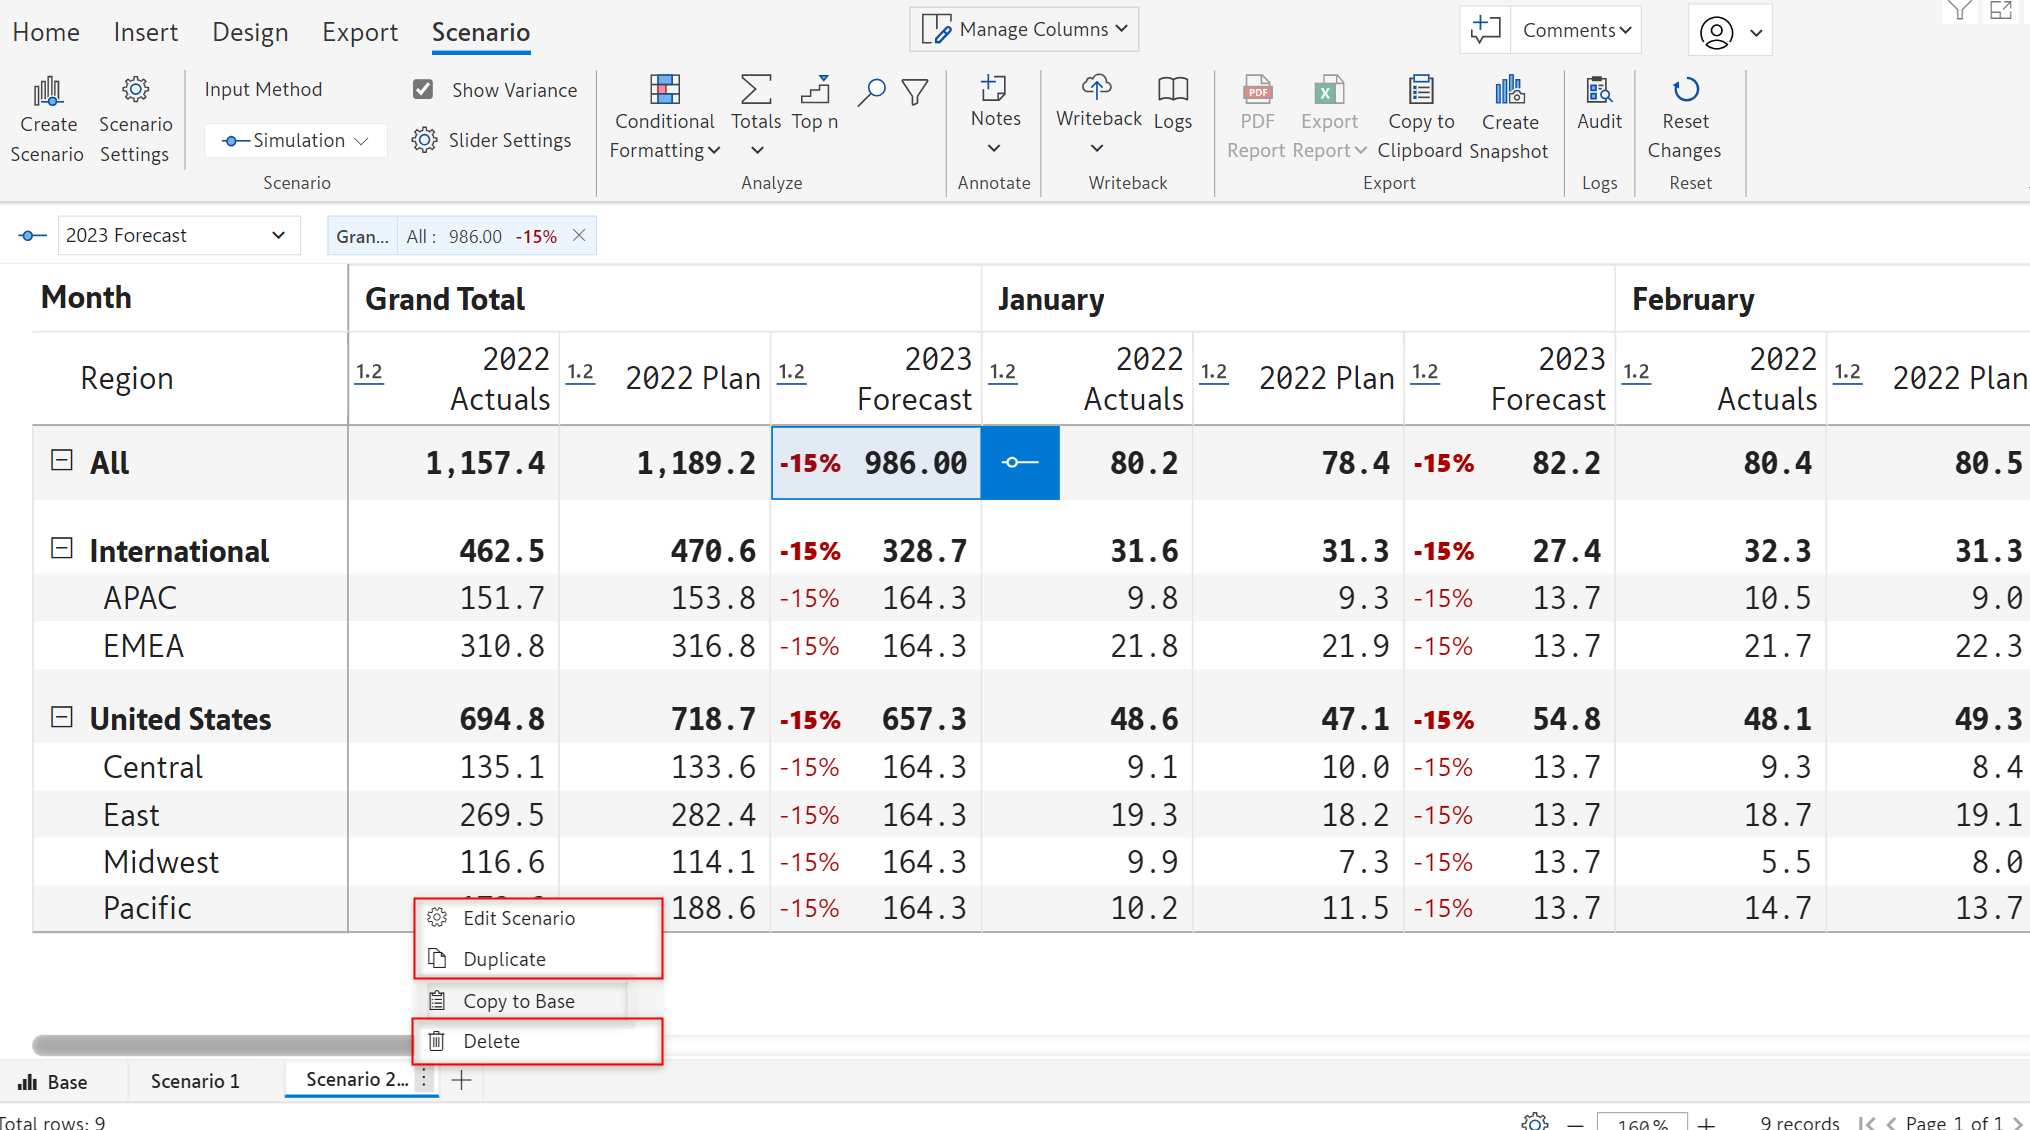 Home Insert Design Export Scenario Manage Columns Comments
Create Scenario
Scenario Settings
Input Method
Simulation
Show Variance
Slider Settings
Scenario
Conditional Formatting
Totals
Top n
Analyze
Notes
Annotate
Writeback
Logs
Writeback
PDF Report
Export Report
Copy to Clipboard
Create Snapshot
Export
Audit
Logs
Reset Changes
Reset
2023 Forecast Gran... All : 986.00 -15%
Month Grand Total January February
Region 1.2 2022 Actuals 1.2 2022 Plan 1.2 2023 Forecast 1.2 2022 Actuals 1.2 2022 Plan 1.2 2023 Forecast 1.2 2022 Actuals 1.2 2022 Plan
All 1,157.4 1,189.2 -15% 986.00 80.2 78.4 -15% 82.2 80.4 80.5
International 462.5 470.6 -15% 328.7 31.6 31.3 -15% 27.4 32.3 31.3
APAC 151.7 153.8 -15% 164.3 9.8 9.3 -15% 13.7 10.5 9.0
EMEA 310.8 316.8 -15% 164.3 21.8 21.9 -15% 13.7 21.7 22.3
United States 694.8 718.7 -15% 657.3 48.6 47.1 -15% 54.8 48.1 49.3
Central 135.1 133.6 -15% 164.3 9.1 10.0 -15% 13.7 9.3 8.4
East 269.5 282.4 -15% 164.3 19.3 18.2 -15% 13.7 18.7 19.1
Midwest 116.6 114.1 -15% 164.3 9.9 7.3 -15% 13.7 5.5 8.0
Pacific 188.6 -15% 164.3 10.2 11.5 -15% 13.7 14.7 13.7
Edit Scenario
Duplicate
Copy to Base
Delete
Base Scenario 1 Scenario 2...
Total rows: 9 160% 9 records Page 1 of 1